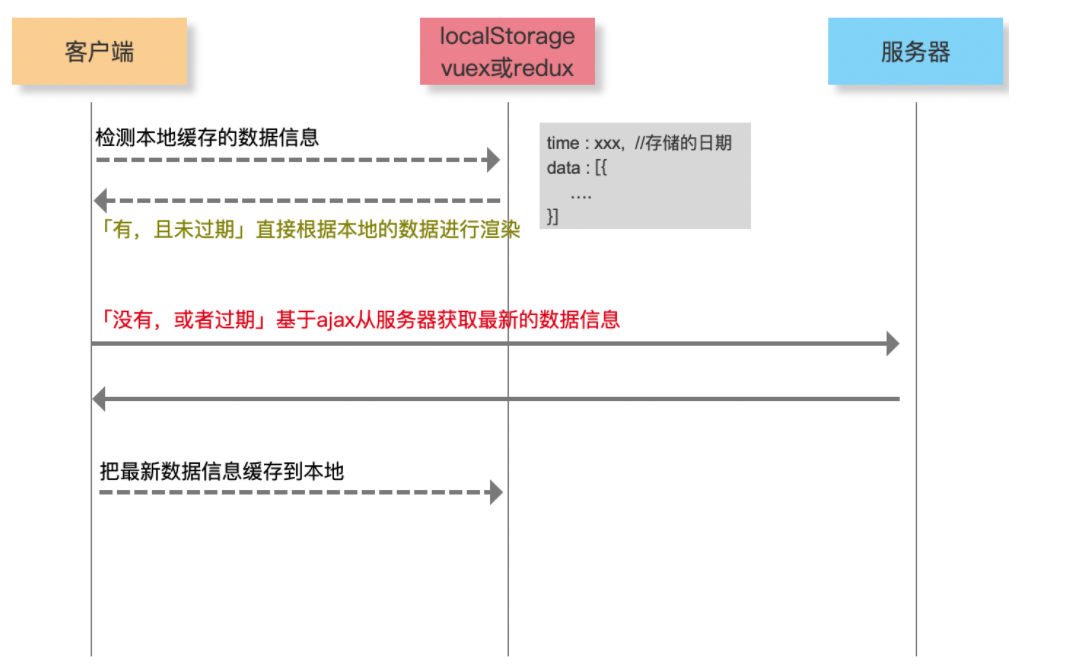 客户端
localStorage
vuex或redux
服务器
检测本地缓存的数据信息
time : xxx,  //存储的日期
data : [{
....
}]
「有，且未过期」直接根据本地的数据进行渲染
「没有，或者过期」基于ajax从服务器获取最新的数据信息
把最新数据信息缓存到本地